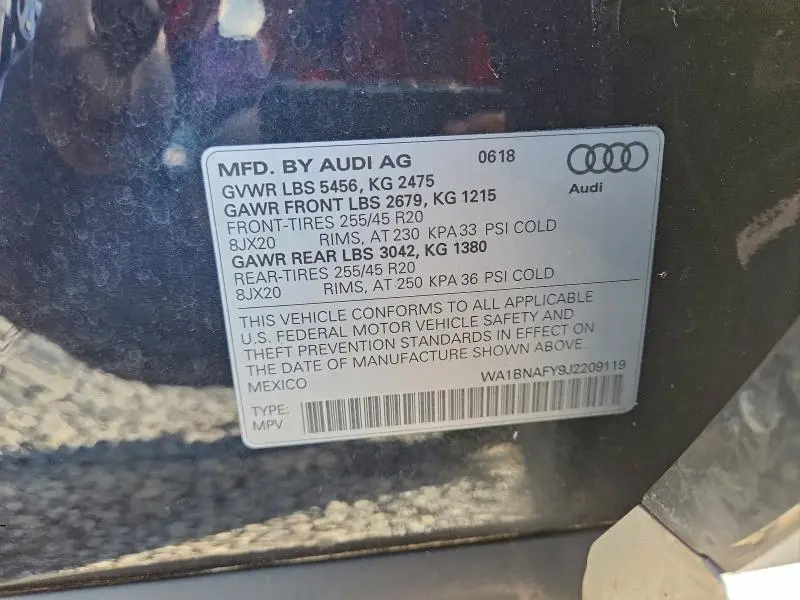 MFD. BY AUDI AG 0618
Audi
GVWR LBS 5456, KG 2475
GAWR FRONT LBS 2679, KG 1215
FRONT-TIRES 255/45 R20
8JX20 RIMS, AT 230 KPA 33 PSI COLD
GAWR REAR LBS 3042, KG 1380
REAR-TIRES 255/45 R20
8JX20 RIMS, AT 250 KPA 36 PSI COLD
THIS VEHICLE CONFORMS TO ALL APPLICABLE
U.S. FEDERAL MOTOR VEHICLE SAFETY AND
THEFT PREVENTION STANDARDS IN EFFECT ON
THE DATE OF MANUFACTURE SHOWN ABOVE.
MEXICO WA1BNAFY9J2209119
TYPE:
MPV